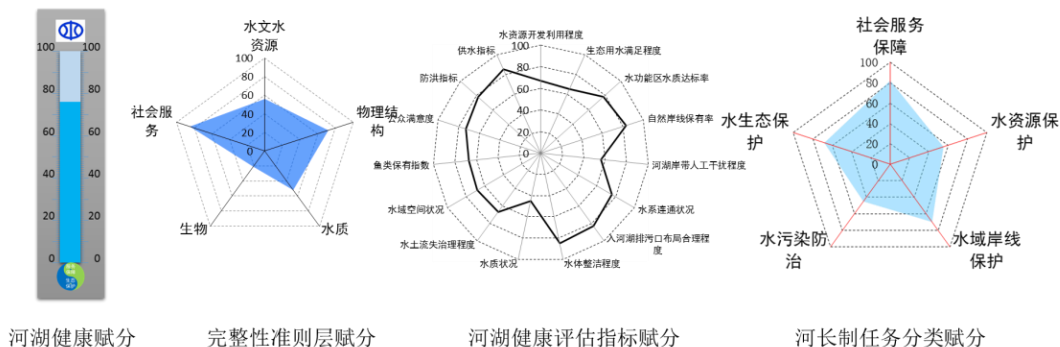 100 100
80 80
60 60
40 40
20 20
0 0
河湖健康赋分
水文水
资源
100
80
60
40
20
0
物理结
构
水质
生物
社会服
务
完整性准则层赋分
水资源开发利用程度
100
80
60
40
20
0
生态用水满足程度
水功能区水质达标率
自然岸线保有率
河湖岸带人工干扰程度
水系连通状况
入河湖排污口布局合理程
度
水体整洁程度
水质状况
水土流失治理程度
水域空间状况
鱼类保有指数
公众满意度
防洪指标
供水指标
河湖健康评估指标赋分
社会服务
保障
100
80
60
40
20
0
水资源保
护
水域岸线
保护
水污染防
治
水生态保
护
河长制任务分类赋分